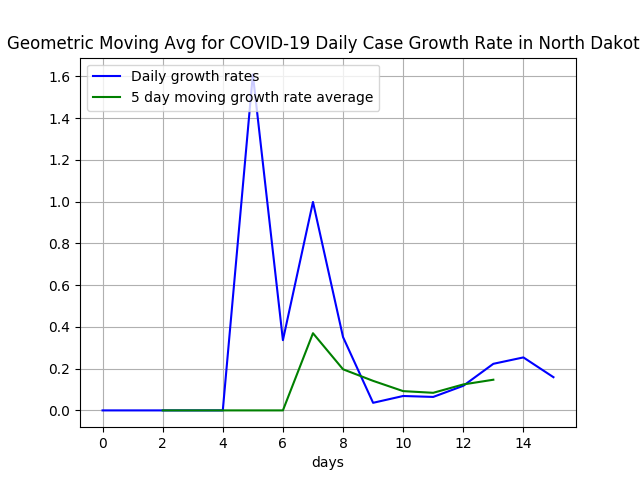 Geometric Moving Avg for COVID-19 Daily Case Growth Rate in North Dakot
Daily growth rates
5 day moving growth rate average
1.6
1.4
1.2
1.0
0.8
0.6
0.4
0.2
0.0
0 2 4 6 8 10 12 14
days